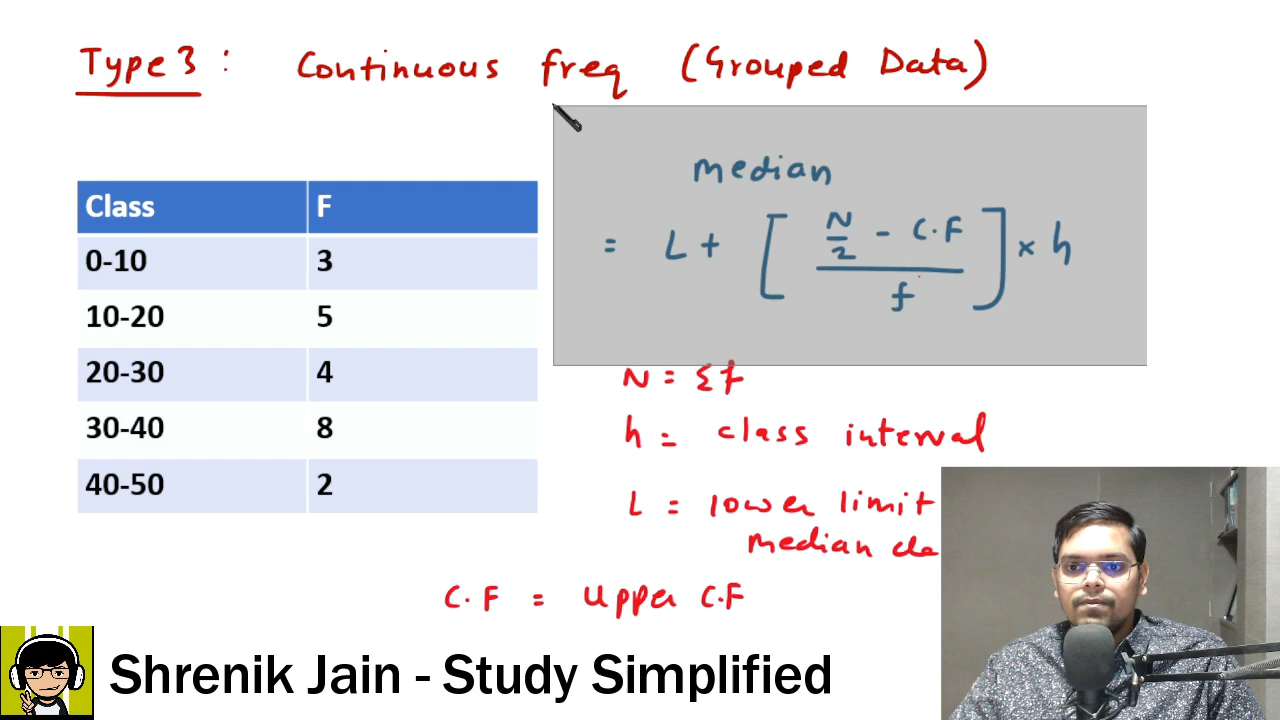 Type 3 : Continuous freq (Grouped Data)
median
= L + [ N/2 - C.F / f ] × h
Class F
0-10 3
10-20 5
20-30 4
30-40 8
40-50 2
N = Σf
h = class interval
L = lower limit
median cla
C.F = Upper C.F
Shrenik Jain - Study Simplified